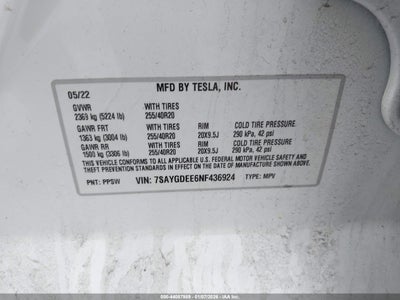 MFD BY TESLA, INC.
05/22
GVWR WITH TIRES
2369 kg (5224 lb) 255/40R20
GAWR FRT WITH TIRES RIM COLD TIRE PRESSURE
1363 kg (3004 lb) 255/40R20 20X9.5J 290 kPa, 42 psi
GAWR RR WITH TIRES RIM COLD TIRE PRESSURE
1500 kg (3306 lb) 255/40R20 20X9.5J 290 kPa, 42 psi
THIS VEHICLE CONFORMS TO ALL APPLICABLE U.S. FEDERAL MOTOR VEHICLE SAFETY AND
THEFT PREVENTION STANDARDS IN EFFECT ON THE DATE OF MANUFACTURE SHOWN ABOVE.
PNT: PPSW VIN: 7SAYGDEE6NF436924 TYPE: MPV